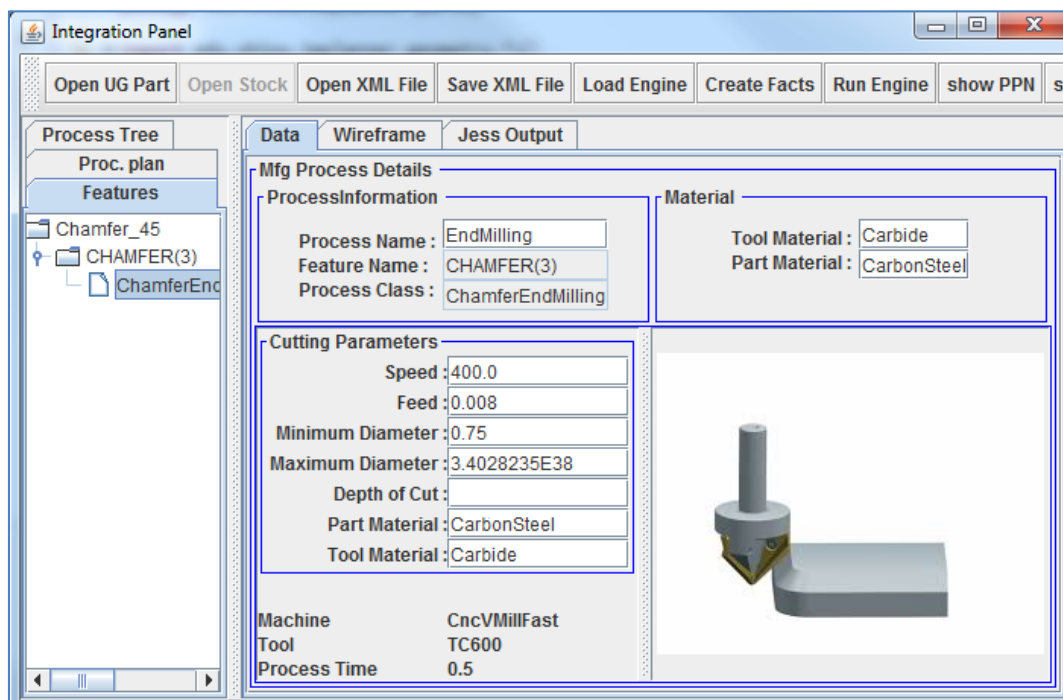 Integration Panel
Open UG Part Open Stock Open XML File Save XML File Load Engine Create Facts Run Engine show PPN s
Process Tree
Proc. plan
Features
Chamfer_45
CHAMFER(3)
ChamferEnd
Data Wireframe Jess Output
Mfg Process Details
ProcessInformation
Process Name : EndMilling
Feature Name : CHAMFER(3)
Process Class : ChamferEndMilling
Material
Tool Material : Carbide
Part Material : CarbonSteel
Cutting Parameters
Speed : 400.0
Feed : 0.008
Minimum Diameter : 0.75
Maximum Diameter : 3.4028235E38
Depth of Cut :
Part Material : CarbonSteel
Tool Material : Carbide
Machine CncVMillFast
Tool TC600
Process Time 0.5